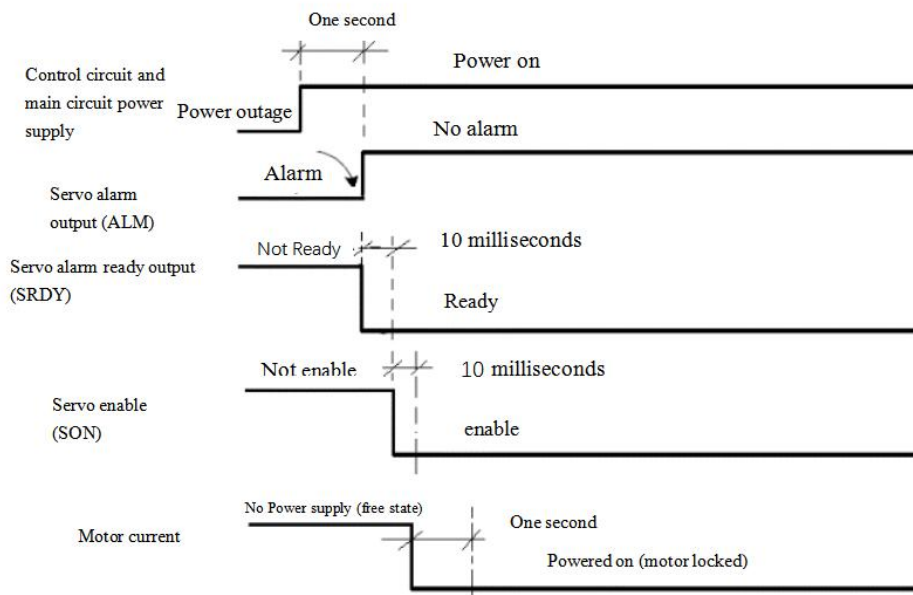 One second
Control circuit and
main circuit power
supply
Power outage
Power on
Servo alarm
output (ALM)
Alarm
No alarm
Servo alarm ready output
(SRDY)
Not Ready
10 milliseconds
Ready
Servo enable
(SON)
Not enable
10 milliseconds
enable
Motor current
No Power supply (free state)
One second
Powered on (motor locked)